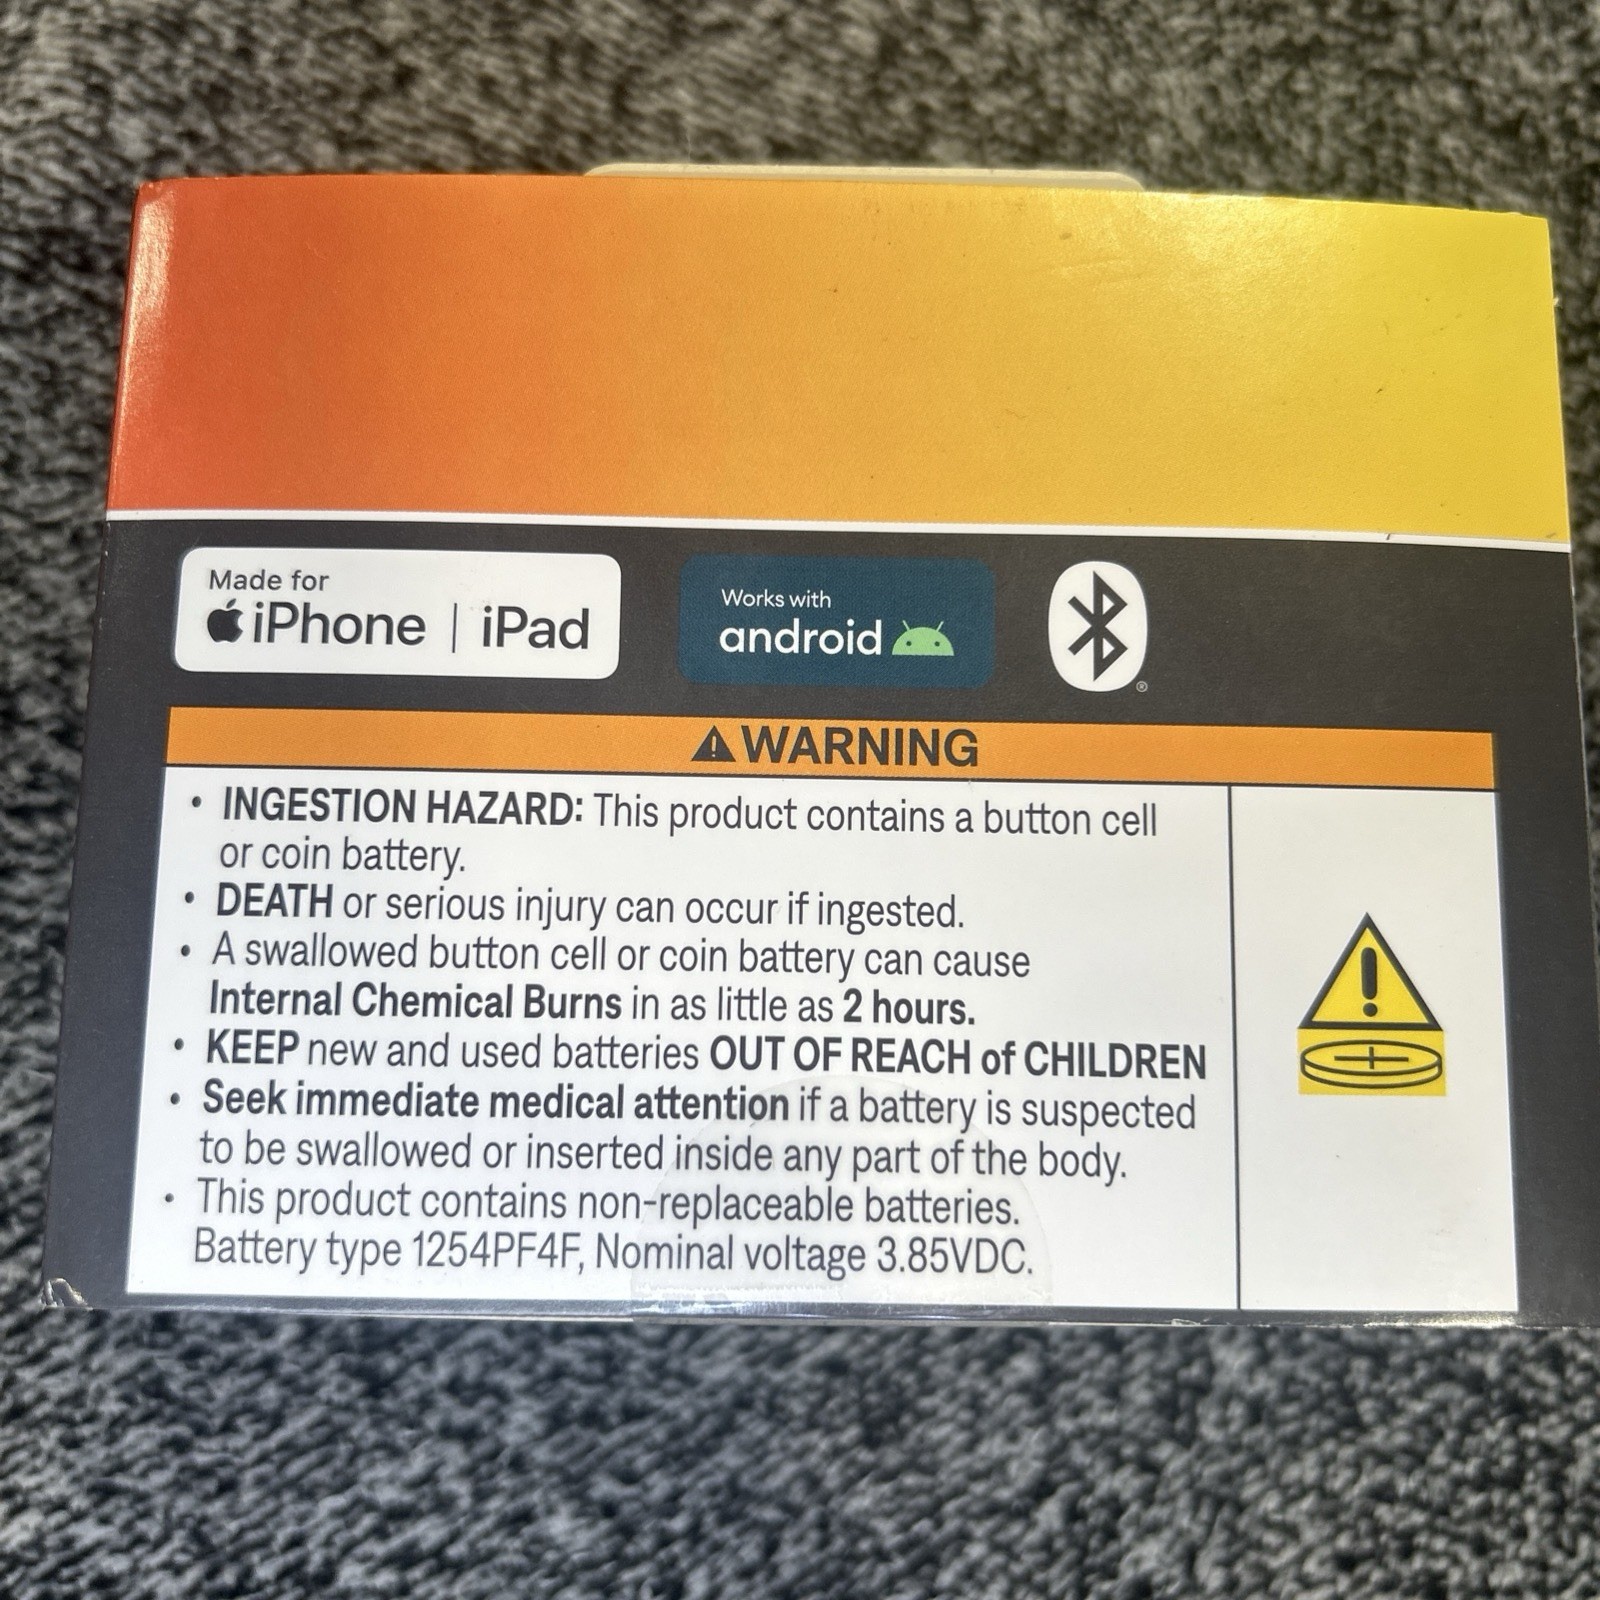 Made for
iPhone | iPad
Works with
android
®
WARNING
• INGESTION HAZARD: This product contains a button cell
or coin battery.
• DEATH or serious injury can occur if ingested.
• A swallowed button cell or coin battery can cause
Internal Chemical Burns in as little as 2 hours.
• KEEP new and used batteries OUT OF REACH of CHILDREN
• Seek immediate medical attention if a battery is suspected
to be swallowed or inserted inside any part of the body.
• This product contains non-replaceable batteries.
Battery type 1254PF4F, Nominal voltage 3.85VDC.